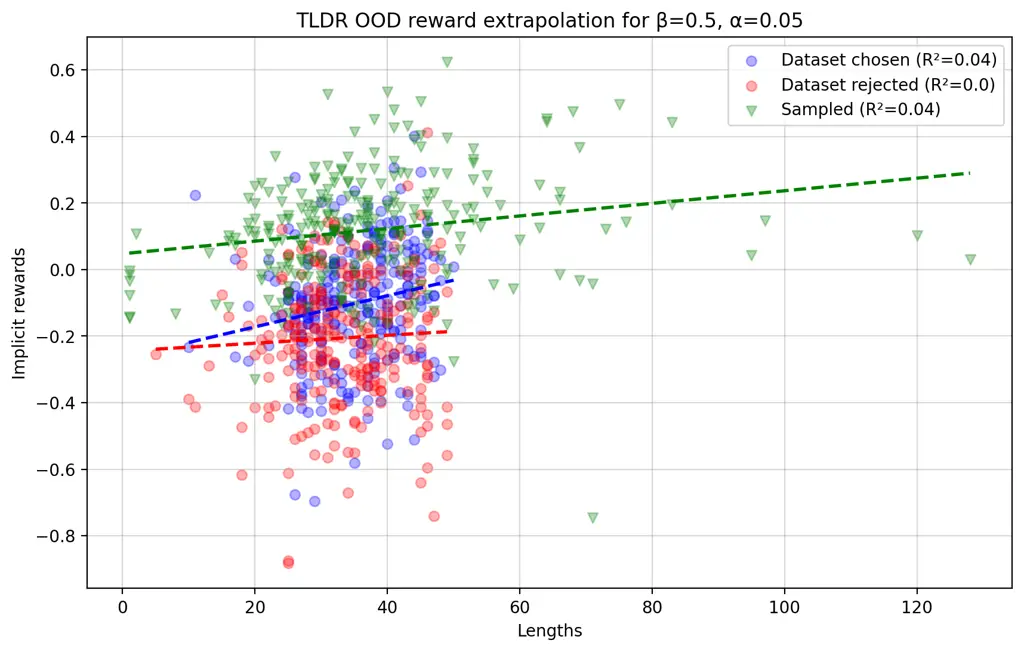 TLDR OOD reward extrapolation for β=0.5, α=0.05
Dataset chosen (R²=0.04)
Dataset rejected (R²=0.0)
Sampled (R²=0.04)
Implicit rewards
0.6
0.4
0.2
0.0
−0.2
−0.4
−0.6
−0.8
0 20 40 60 80 100 120
Lengths